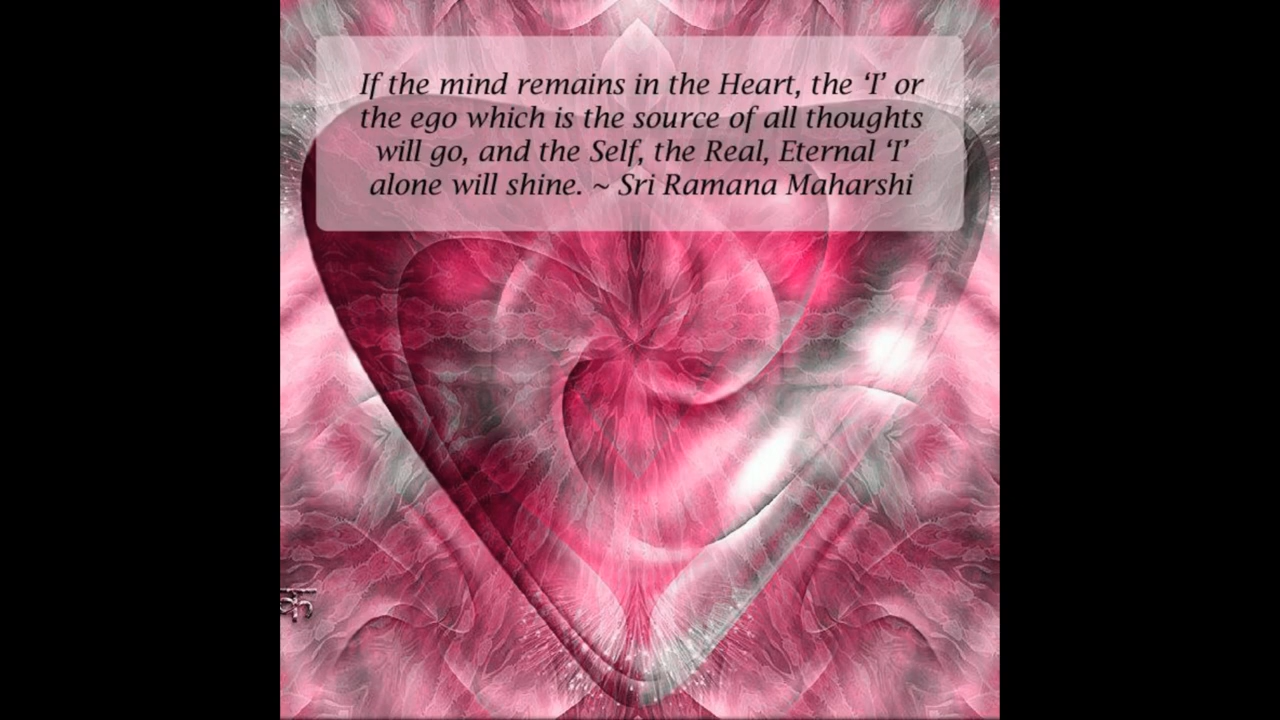 If the mind remains in the Heart, the ‘I’ or
the ego which is the source of all thoughts
will go, and the Self, the Real, Eternal ‘I’
alone will shine. ~ Sri Ramana Maharshi